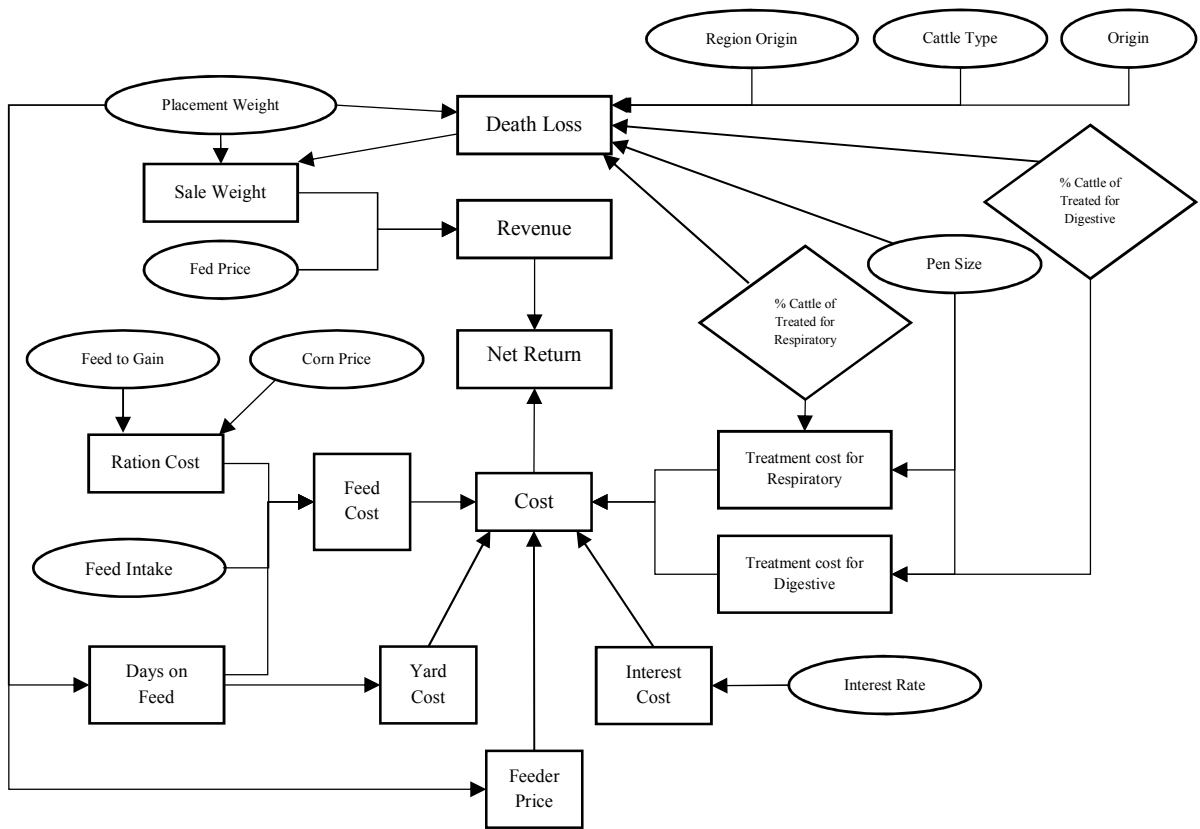 Region Origin
Cattle Type
Origin
Placement Weight
Death Loss
Sale Weight
% Cattle of
Treated for
Digestive
Revenue
Fed Price
Pen Size
% Cattle of
Treated for
Respiratory
Net Return
Feed to Gain
Corn Price
Ration Cost
Feed
Cost
Cost
Treatment cost for
Respiratory
Feed Intake
Treatment cost for
Digestive
Days on
Feed
Yard
Cost
Interest
Cost
Interest Rate
Feeder
Price